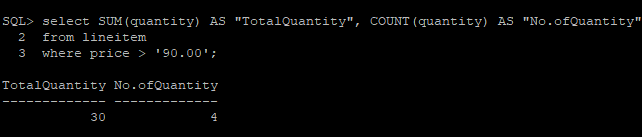 SQL> select SUM(quantity) AS "TotalQuantity", COUNT(quantity) AS "No.ofQuantity"
2 from lineitem
3 where price > '90.00';
TotalQuantity No.ofQuantity
------------- -------------
30 4